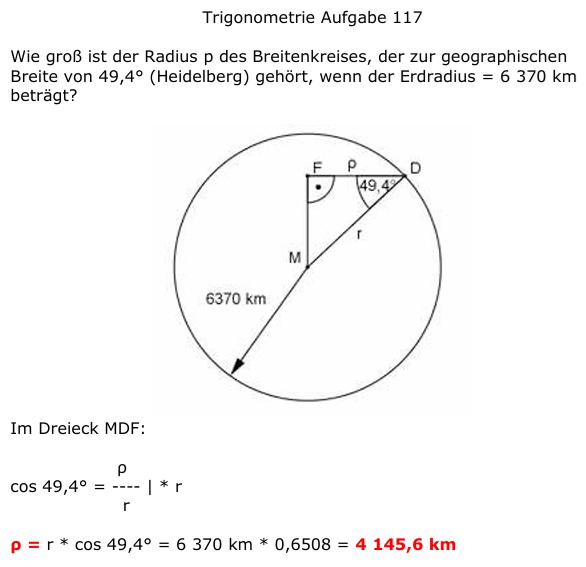 Trigonometrie Aufgabe 117
Wie groß ist der Radius ρ des Breitenkreises, der zur geographischen
Breite von 49,4° (Heidelberg) gehört, wenn der Erdradius = 6 370 km
beträgt?
F ρ D
49,4°
r
M
6370 km
Im Dreieck MDF:
ρ
cos 49,4° = ---- | * r
r
ρ = r * cos 49,4° = 6 370 km * 0,6508 = 4 145,6 km